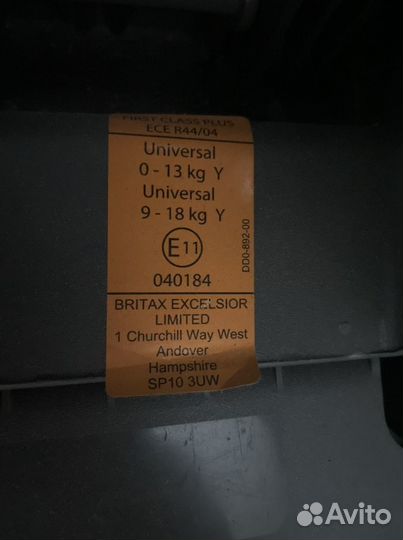 FIRST CLASS PLUS
ECE R44/04
Universal
0 - 13 kg Y
Universal
9 - 18 kg Y
E11
040184
DD0-892-00
BRITAX EXCELSIOR
LIMITED
1 Churchill Way West
Andover
Hampshire
SP10 3UW
Avito